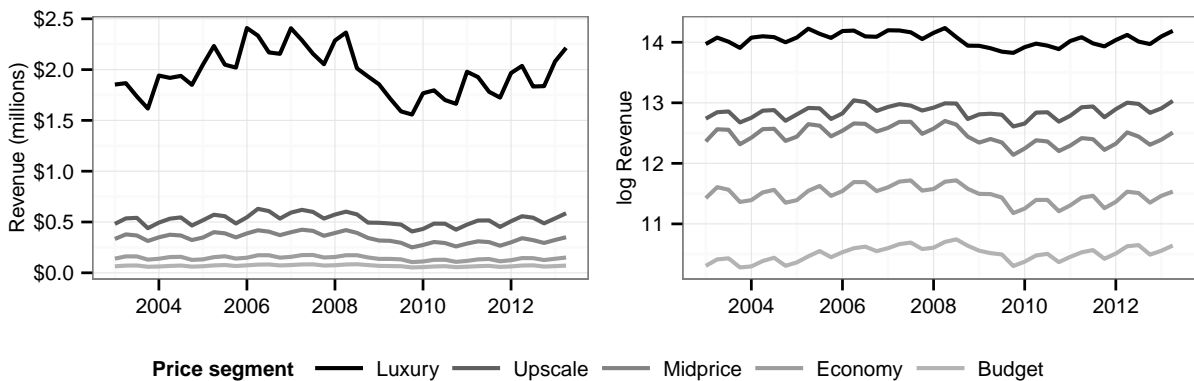 Revenue (millions)
$2.5
$2.0
$1.5
$1.0
$0.5
$0.0
2004 2006 2008 2010 2012
log Revenue
14
13
12
11
2004 2006 2008 2010 2012
Price segment Luxury Upscale Midprice Economy Budget